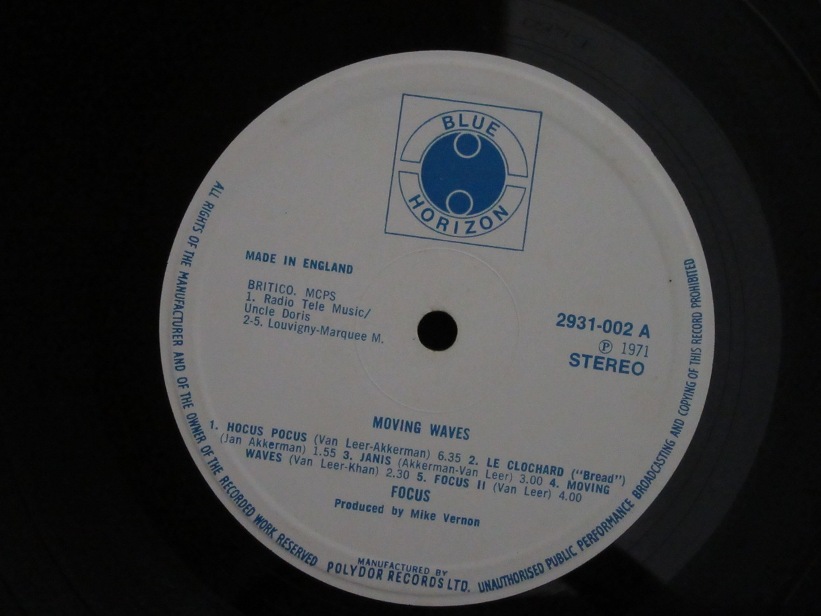 BLUE
HORIZON
MADE IN ENGLAND
BRITICO. MCPS
1. Radio Tele Music/
Uncle Doris
2-5. Louvigny-Marquee M.
2931-002 A
Ⓟ 1971
STEREO
MOVING WAVES
1. HOCUS POCUS (Van Leer-Akkerman) 6.35 2. LE CLOCHARD ("Bread")
(Jan Akkerman) 1.55 3. JANIS (Akkerman-Van Leer) 3.00 4. MOVING
WAVES (Van Leer-Khan) 2.30 5. FOCUS II (Van Leer) 4.00
FOCUS
Produced by Mike Vernon
MANUFACTURED BY
POLYDOR RECORDS LTD.
ALL RIGHTS OF THE MANUFACTURER AND OF THE OWNER OF THE RECORDED WORK RESERVED
UNAUTHORISED PUBLIC PERFORMANCE BROADCASTING AND COPYING OF THIS RECORD PROHIBITED